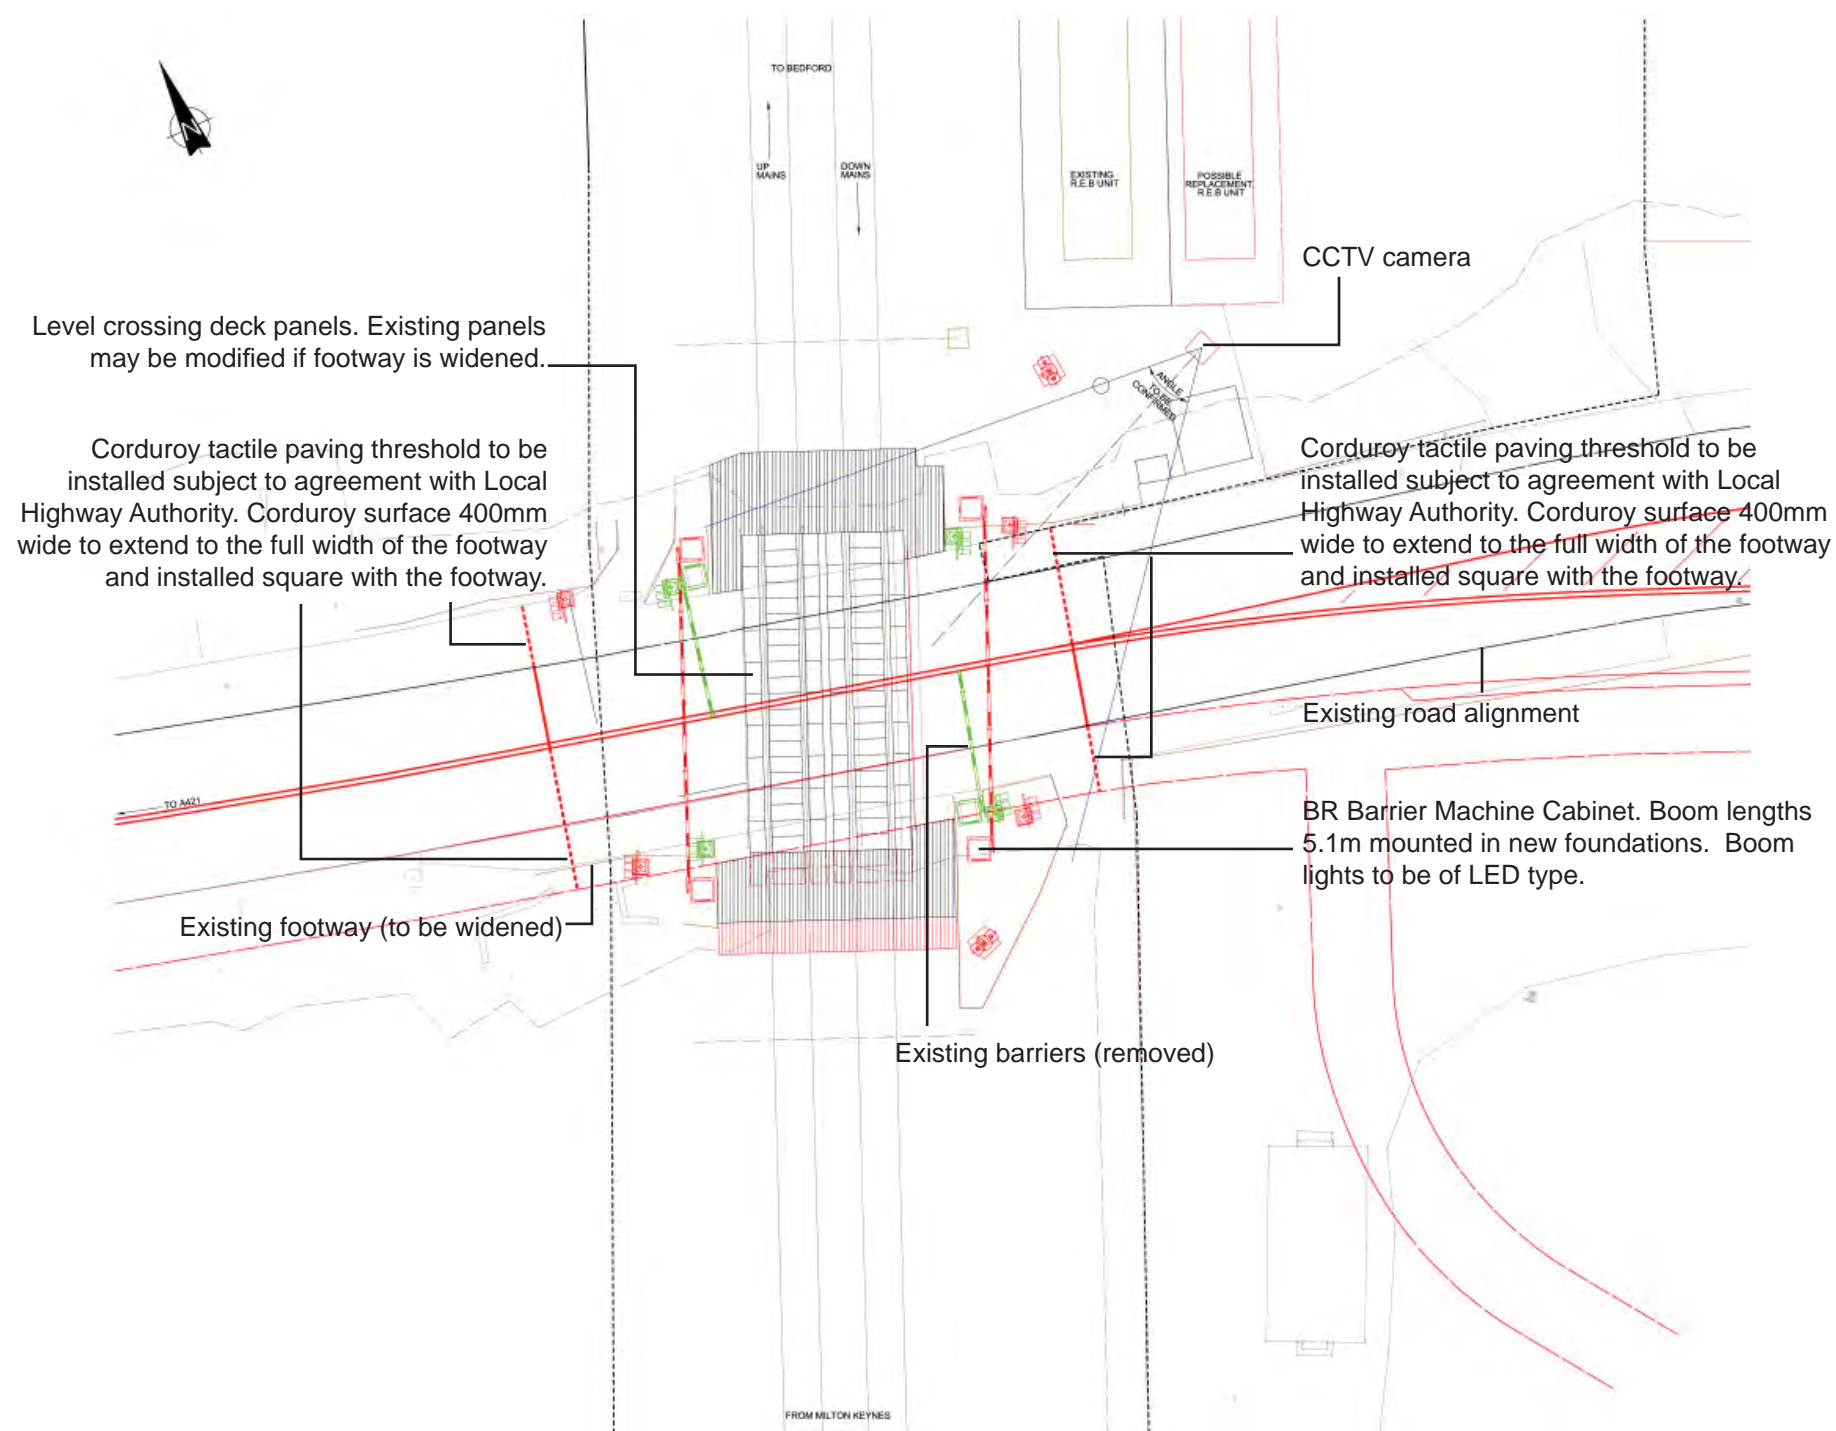 TO BEDFORD
N
UP
MAINS
DOWN
MAINS
EXISTING
R.E.B UNIT
POSSIBLE
REPLACEMENT
R.E.B UNIT
CCTV camera
Level crossing deck panels. Existing panels
may be modified if footway is widened.
ANGLE
TO BE
CONFIRMED
Corduroy tactile paving threshold to be
installed subject to agreement with Local
Highway Authority. Corduroy surface 400mm
wide to extend to the full width of the footway
and installed square with the footway.
Corduroy tactile paving threshold to be
installed subject to agreement with Local
Highway Authority. Corduroy surface 400mm
wide to extend to the full width of the footway
and installed square with the footway.
Existing road alignment
TO A421
BR Barrier Machine Cabinet. Boom lengths
5.1m mounted in new foundations.  Boom
lights to be of LED type.
Existing footway (to be widened)
Existing barriers (removed)
FROM MILTON KEYNES